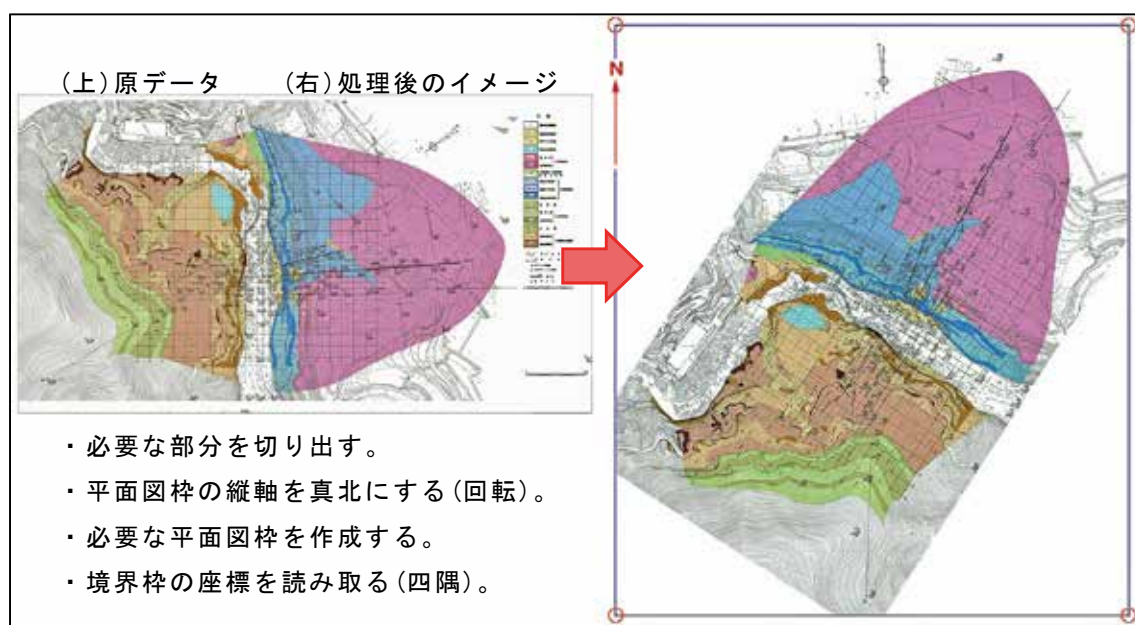 (上)原データ　(右)処理後のイメージ
N
・必要な部分を切り出す。
・平面図枠の縦軸を真北にする(回転)。
・必要な平面図枠を作成する。
・境界枠の座標を読み取る(四隅)。